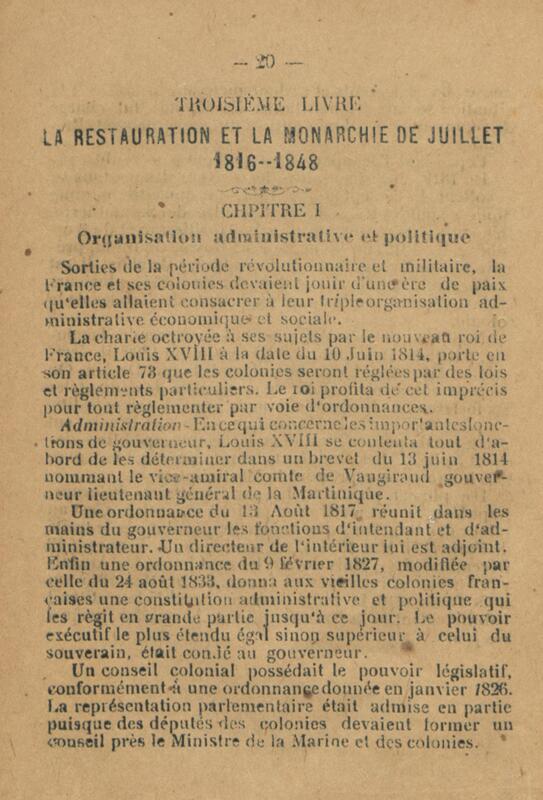 — 20 —
TROISIÈME LIVRE
LA RESTAURATION ET LA MONARCHIE DE JUILLET
1816--1848
CHPITRE I
Organisation administrative et politique
Sorties de la période révolutionnaire et militaire, la
France et ses colonies devaient jouir d'une ère de paix
qu'elles allaient consacrer à leur triple organisation ad-
ministrative économique et sociale.
La charte octroyée à ses sujets par le nouveau roi de
France, Louis XVIII à la date du 10 Juin 1814, porte en
son article 73 que les colonies seront réglées par des lois
et règlements particuliers. Le roi profita de cet imprécis
pour tout règlementer par voie d'ordonnances.
Administration - En ce qui concerne les importantes fonc-
tions de gouverneur, Louis XVIII se contenta tout d'a-
bord de les déterminer dans un brevet du 13 juin 1814
nommant le vice-amiral comte de Vaugiraud gouver-
neur lieutenant général de la Martinique.
Une ordonnance du 13 Août 1817 réunit dans les
mains du gouverneur les fonctions d'intendant et d'ad-
ministrateur. Un directeur de l'intérieur lui est adjoint.
Enfin une ordonnance du 9 février 1827, modifiée par
celle du 24 août 1833, donna aux vieilles colonies fran-
çaises une constitution administrative et politique qui
les règit en grande partie jusqu'à ce jour. Le pouvoir
exécutif le plus étendu égal sinon supérieur à celui du
souverain, était confié au gouverneur.
Un conseil colonial possédait le pouvoir législatif,
conformément à une ordonnance donnée en janvier 1826.
La représentation parlementaire était admise en partie
puisque des députés des colonies devaient former un
conseil près le Ministre de la Marine et des colonies.